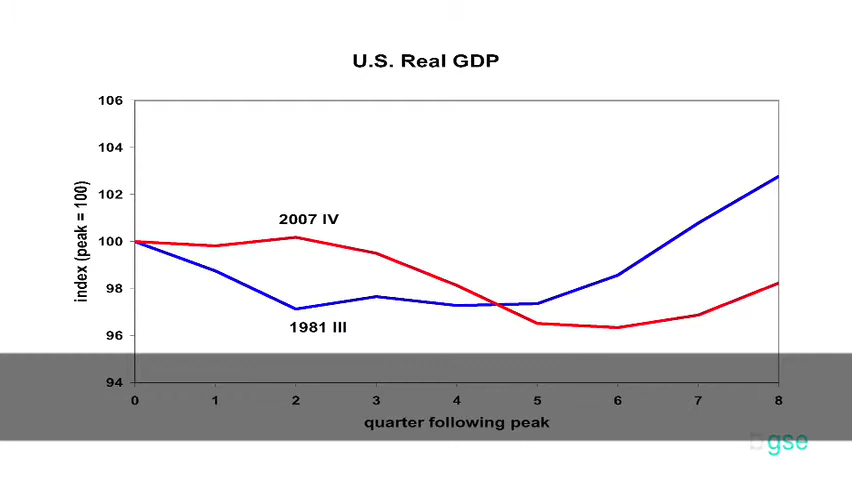 U.S. Real GDP
106
104
102
100
98
96
94
index (peak = 100)
2007 IV
1981 III
0 1 2 3 4 5 6 7 8
quarter following peak
bgse